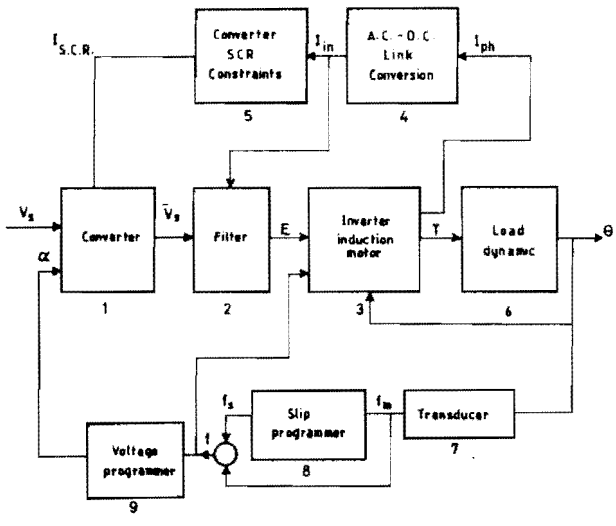 I S.C.R.
Converter
SCR
Constraints
5
I in
A.C. - D.C.
Link
Conversion
4
I ph
V s
α
Converter
1
V̄ s
Filter
2
E
Inverter
induction
motor
3
T
Load
dynamic
6
θ
Voltage
programmer
9
f
f s
Slip
programmer
8
f m
Transducer
7